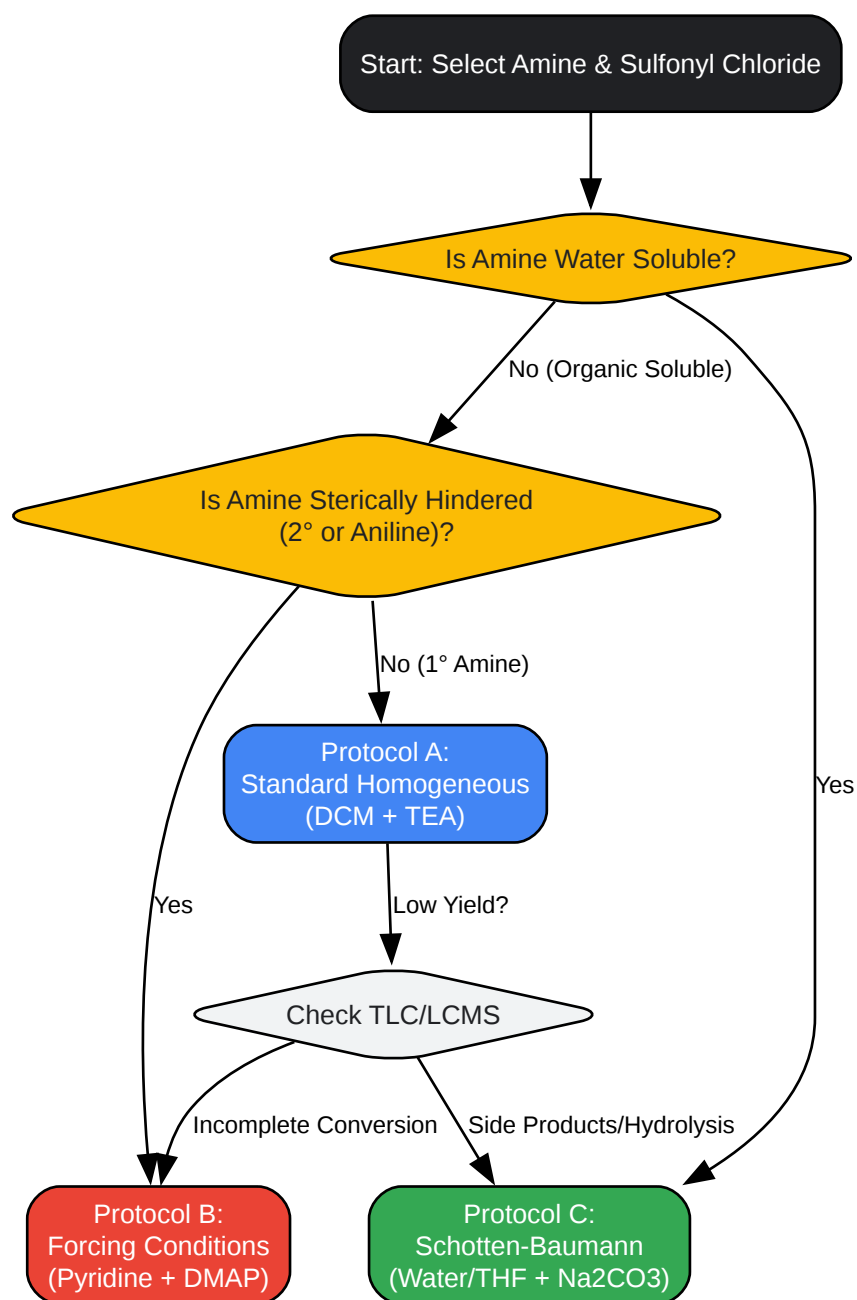 Start: Select Amine & Sulfonyl Chloride
Is Amine Water Soluble?
No (Organic Soluble)
Is Amine Sterically Hindered
(2° or Aniline)?
No (1° Amine)
Protocol A:
Standard Homogeneous
(DCM + TEA)
Yes
Yes
Low Yield?
Check TLC/LCMS
Incomplete Conversion
Side Products/Hydrolysis
Protocol B:
Forcing Conditions
(Pyridine + DMAP)
Protocol C:
Schotten-Baumann
(Water/THF + Na2CO3)